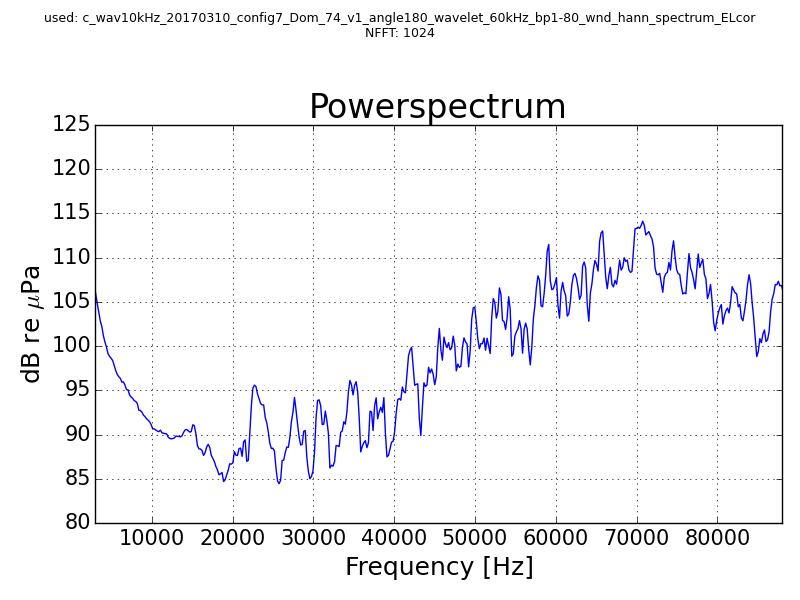 used: c_wav10kHz_20170310_config7_Dom_74_v1_angle180_wavelet_60kHz_bp1-80_wnd_hann_spectrum_ELcor
NFFT: 1024
Powerspectrum
125
120
115
110
105
100
95
90
85
80
dB re μPa
10000 20000 30000 40000 50000 60000 70000 80000
Frequency [Hz]